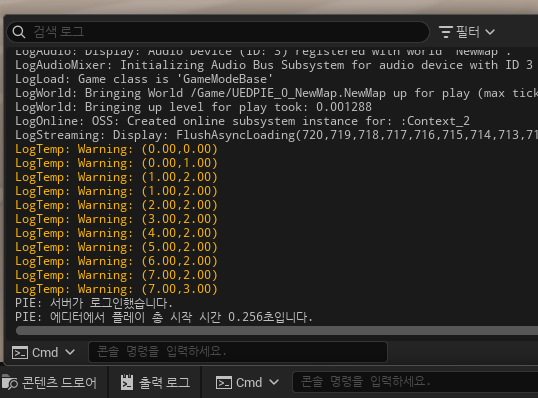 검색 로그
필터
LogAudio: Display: Audio Device (ID: 3) registered with world 'NewMap'.
LogAudioMixer: Initializing Audio Bus Subsystem for audio device with ID 3
LogLoad: Game class is 'GameModeBase'
LogWorld: Bringing World /Game/UEDPIE_0_NewMap.NewMap up for play (max tick
LogWorld: Bringing up level for play took: 0.001288
LogOnline: OSS: Created online subsystem instance for: :Context_2
LogStreaming: Display: FlushAsyncLoading(720,719,718,717,716,715,714,713,71
LogTemp: Warning: (0.00,0.00)
LogTemp: Warning: (0.00,1.00)
LogTemp: Warning: (1.00,2.00)
LogTemp: Warning: (1.00,2.00)
LogTemp: Warning: (2.00,2.00)
LogTemp: Warning: (3.00,2.00)
LogTemp: Warning: (4.00,2.00)
LogTemp: Warning: (5.00,2.00)
LogTemp: Warning: (6.00,2.00)
LogTemp: Warning: (7.00,2.00)
LogTemp: Warning: (7.00,3.00)
PIE: 서버가 로그인했습니다.
PIE: 에디터에서 플레이 총 시작 시간 0.256초입니다.
Cmd
콘솔 명령을 입력하세요.
콘텐츠 드로어
출력 로그
Cmd
콘솔 명령을 입력하세요.